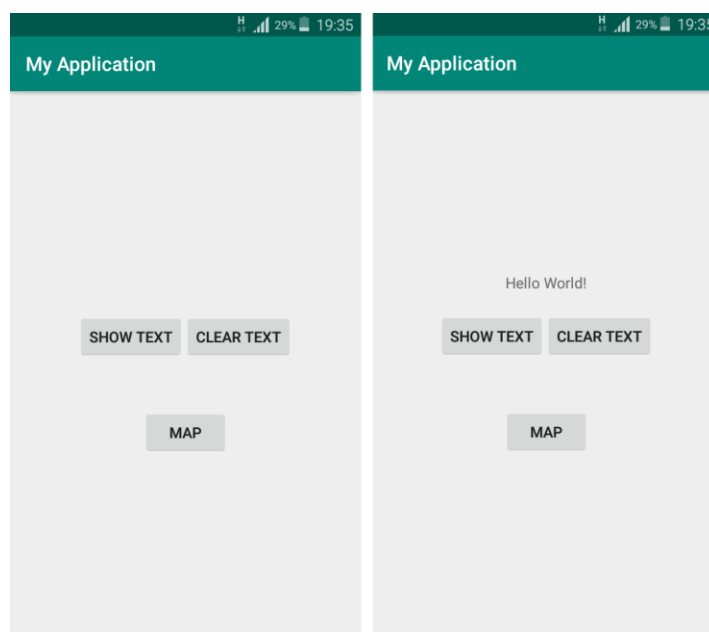 H 29% 19:35
My Application
SHOW TEXT CLEAR TEXT
MAP
H 29% 19:35
My Application
Hello World!
SHOW TEXT CLEAR TEXT
MAP